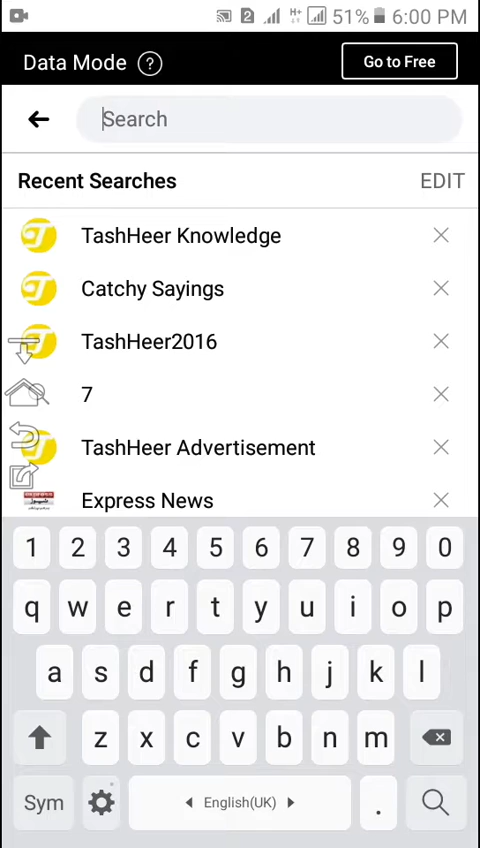 2 H+ 51% 6:00 PM
Data Mode ? Go to Free
Search
Recent Searches EDIT
TashHeer Knowledge
Catchy Sayings
TashHeer2016
7
TashHeer Advertisement
Express News
1 2 3 4 5 6 7 8 9 0
q w e r t y u i o p
a s d f g h j k l
z x c v b n m
Sym English(UK) .